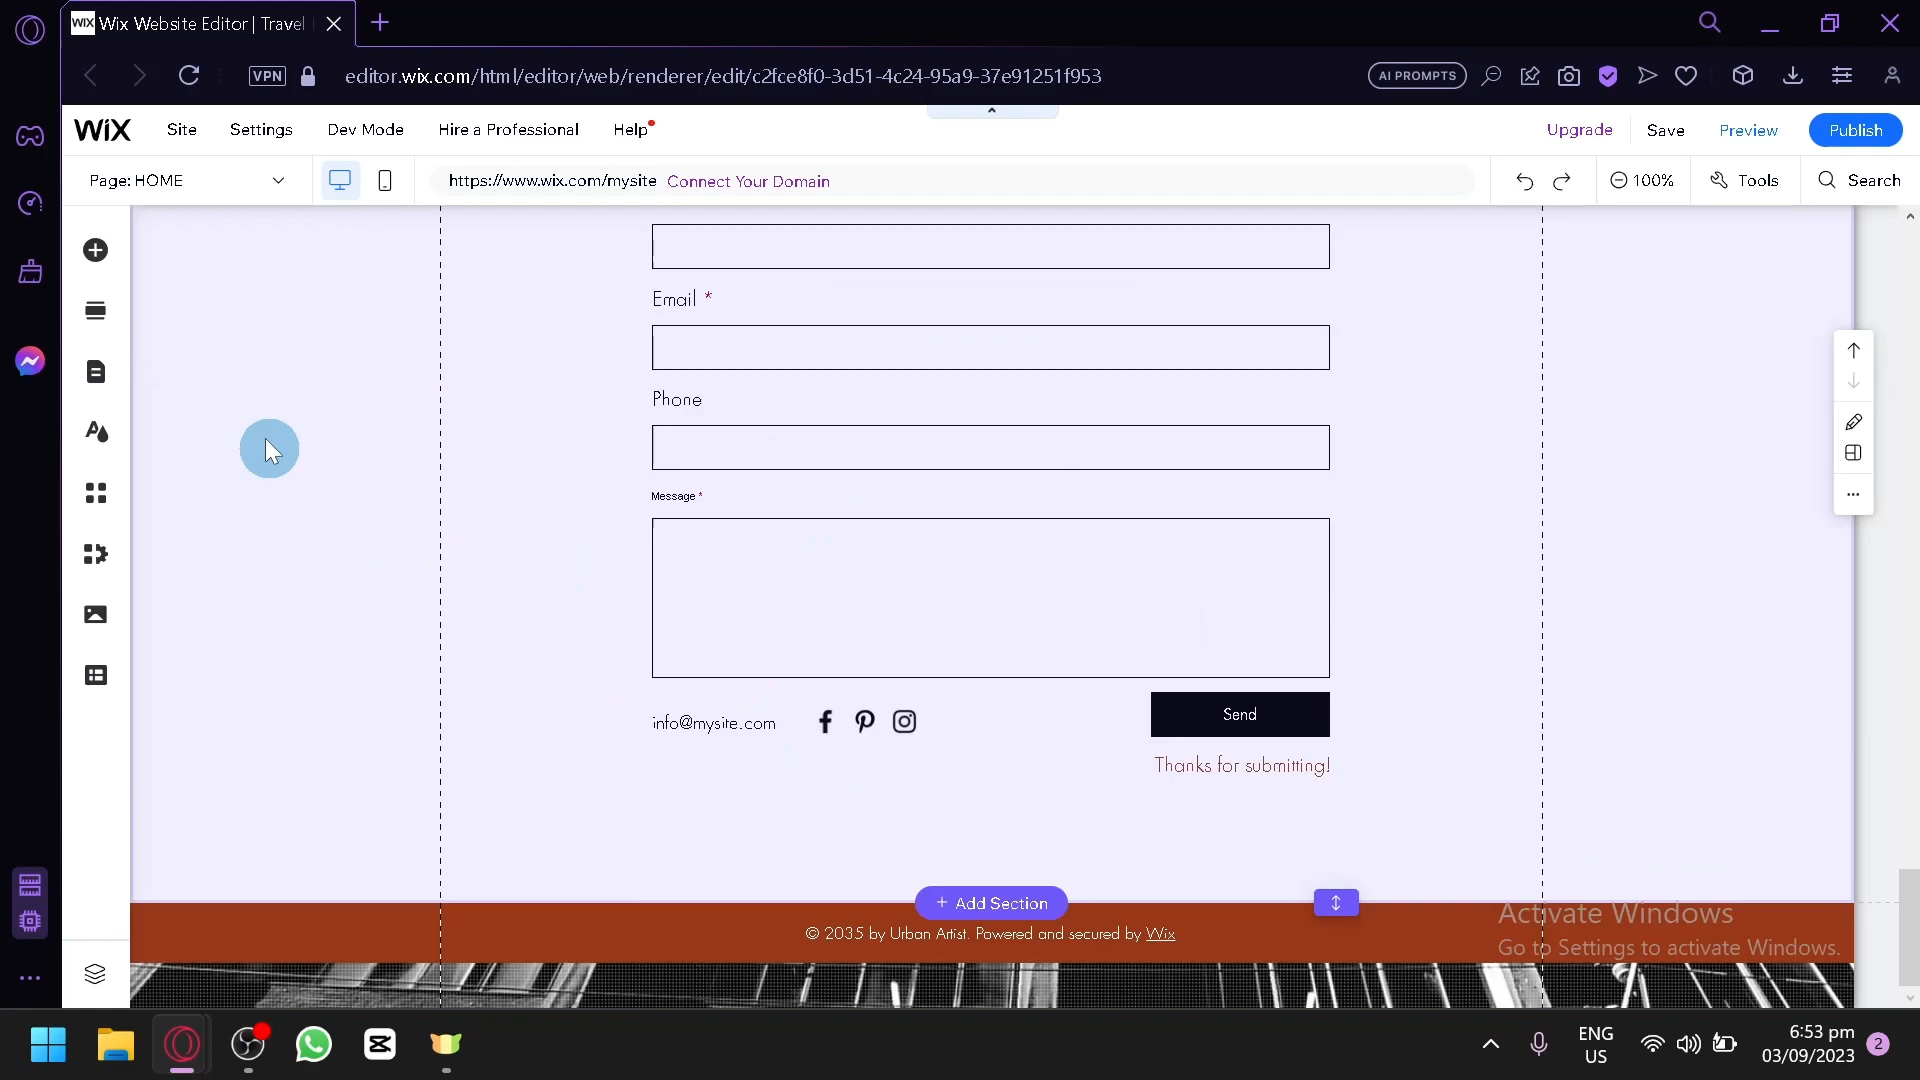 WIX Wix Website Editor | Travel
VPN editor.wix.com/html/editor/web/renderer/edit/c2fce8f0-3d51-4c24-95a9-37e91251f953 AI PROMPTS
WiX Site Settings Dev Mode Hire a Professional Help Upgrade Save Preview Publish
Page: HOME https://www.wix.com/mysite Connect Your Domain 100% Tools Search
Email *
Phone
Message *
info@mysite.com Send
Thanks for submitting!
+ Add Section
© 2035 by Urban Artist. Powered and secured by Wix
Activate Windows
Go to Settings to activate Windows.
ENG
US
6:53 pm
03/09/2023
2